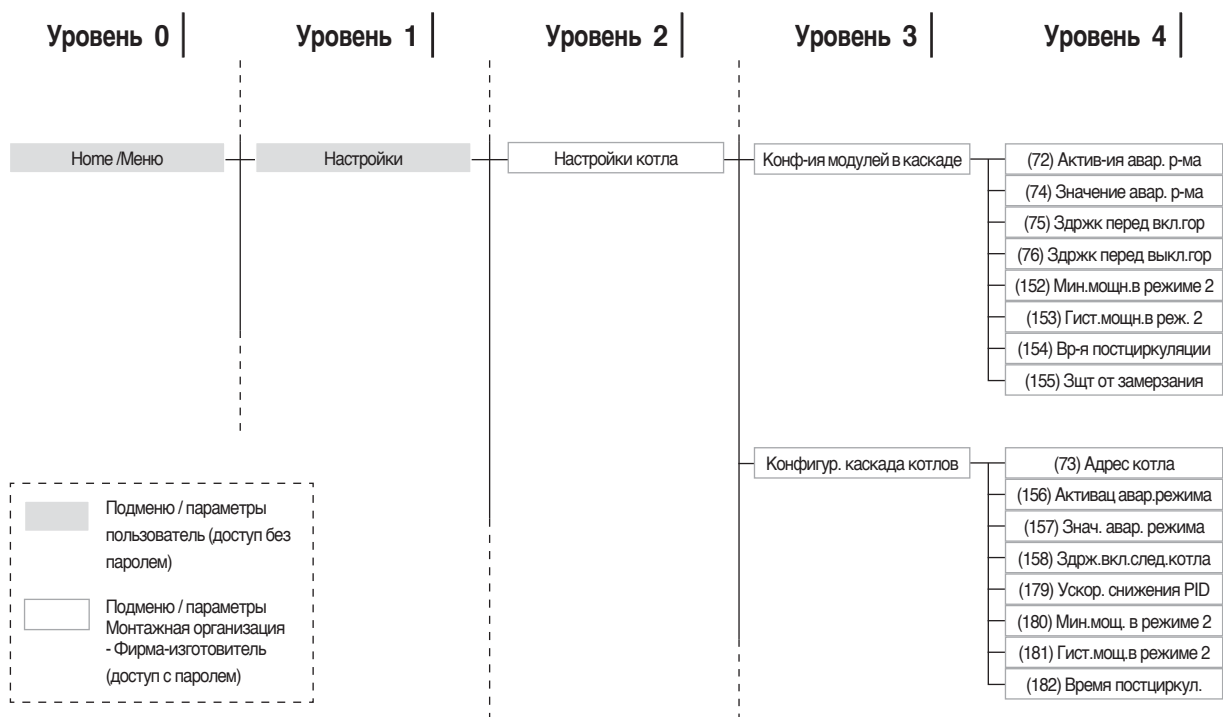 Уровень 0
Уровень 1
Уровень 2
Уровень 3
Уровень 4
Home /Меню
Настройки
Настройки котла
Конф-ия модулей в каскаде
(72) Актив-ия авар. р-ма
(74) Значение авар. р-ма
(75) Здржк перед вкл.гор
(76) Здржк перед выкл.гор
(152) Мин.мощн.в режиме 2
(153) Гист.мощн.в реж. 2
(154) Вр-я постциркуляции
(155) Зщт от замерзания
Конфигур. каскада котлов
(73) Адрес котла
(156) Активац авар.режима
(157) Знач. авар. режима
(158) Здрж.вкл.след.котла
(179) Ускор. снижения PID
(180) Мин.мощ. в режиме 2
(181) Гист.мощ.в режиме 2
(182) Время постциркул.
Подменю / параметры
пользователь (доступ без
паролем)
Подменю / параметры
Монтажная организация
- Фирма-изготовитель
(доступ с паролем)